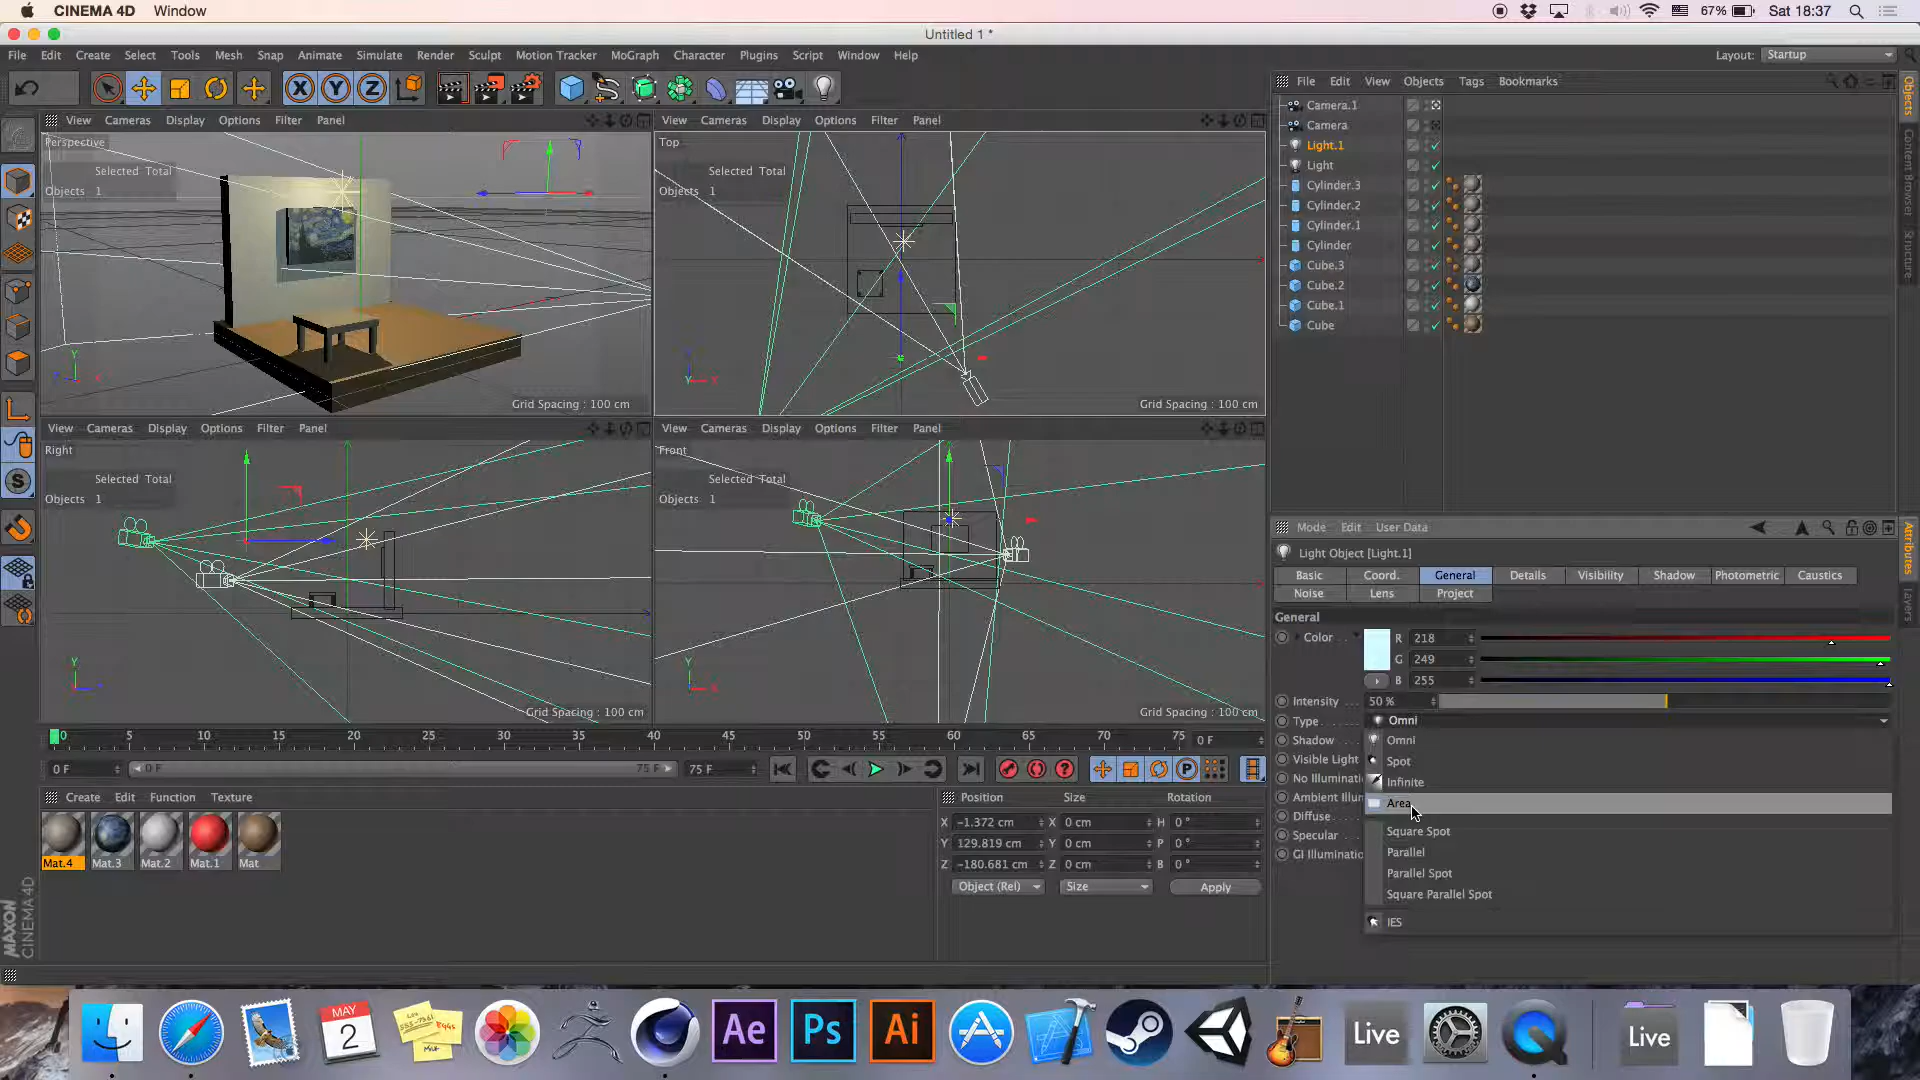 CINEMA 4D Window 67% Sat 18:37
Untitled 1 *
File Edit Create Select Tools Mesh Snap Animate Simulate Render Sculpt Motion Tracker MoGraph Character Plugins Script Window Help Layout: Startup
X Y Z
File Edit View Objects Tags Bookmarks
View Cameras Display Options Filter Panel
View Cameras Display Options Filter Panel
Perspective
Selected Total
Objects 1
Grid Spacing : 100 cm
Top
Selected Total
Objects 1
Grid Spacing : 100 cm
View Cameras Display Options Filter Panel
View Cameras Display Options Filter Panel
Right
Selected Total
Objects 1
Grid Spacing : 100 cm
Front
Selected Total
Objects 1
Grid Spacing : 100 cm
Camera.1
Camera
Light.1
Light
Cylinder.3
Cylinder.2
Cylinder.1
Cylinder
Cube.3
Cube.2
Cube.1
Cube
Objects
Content Browser
Structure
Attributes
Layers
Mode Edit User Data
Light Object [Light.1]
Basic Coord. General Details Visibility Shadow Photometric Caustics
Noise Lens Project
General
Color R 218
G 249
B 255
Intensity 50 %
Type Omni
Shadow
Visible Light
No Illuminati
Ambient Illun
Diffuse
Specular
GI Illuminatio
Omni
Spot
Infinite
Area
Square Spot
Parallel
Parallel Spot
Square Parallel Spot
IES
0 5 10 15 20 25 30 35 40 45 50 55 60 65 70 75 0 F
0 F 0 F 75 F 75 F
Create Edit Function Texture
Mat.4 Mat.3 Mat.2 Mat.1 Mat
Position Size Rotation
X -1.372 cm X 0 cm H 0 °
Y 129.819 cm Y 0 cm P 0 °
Z -180.681 cm Z 0 cm B 0 °
Object (Rel) Size Apply
MAXON
CINEMA 4D
MAY
2
Ae Ps Ai Live Live